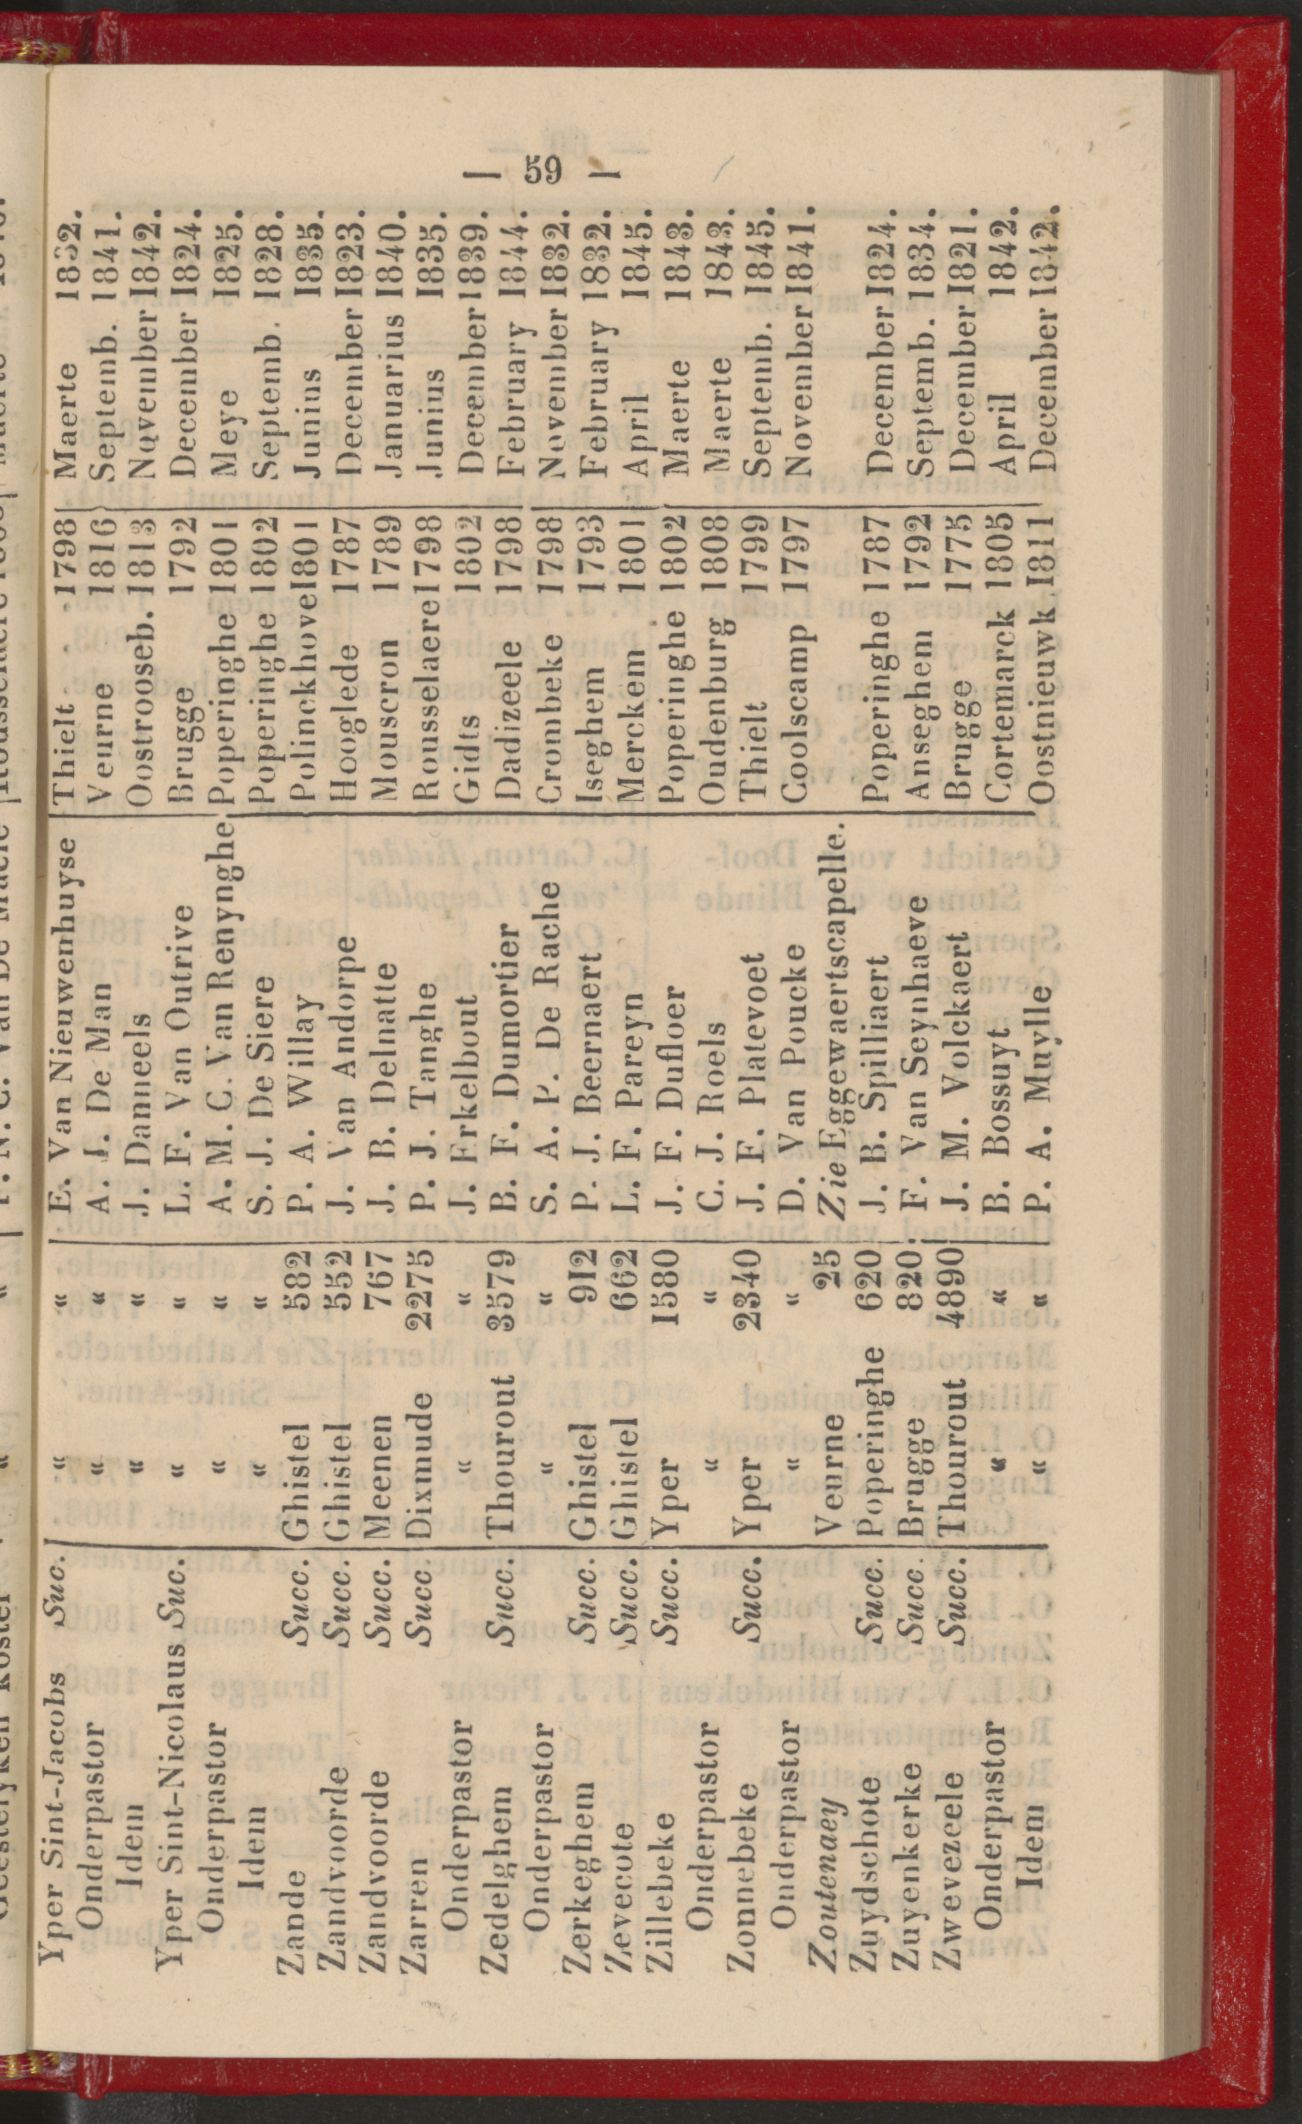 — 59 —
Yper Sint-Jacobs Suc. « « E. Van Nieuwenhuyse Thielt 1798 Maerte 1832.
Onderpastor « « A. J. De Man Veurne 1816 Septemb. 1841.
Idem « « J. Danneels Oostrooseb. 1813 November 1842.
Yper Sint-Nicolaus Suc. « « L. F. Van Outrive Brugge 1792 December 1824.
Onderpastor « « A. M. C. Van Renynghe Poperinghe 1801 Meye 1825.
Idem « « S. J. De Siere Poperinghe 1802 Septemb. 1828.
Zande Succ. Ghistel 582 P. A. Willay Polinckhove 1801 Junius 1835.
Zandvoorde Succ. Ghistel 552 J. Van Andorpe Hooglede 1787 December 1823.
Zandvoorde Succ. Meenen 767 J. B. Delnatte Mouscron 1789 Januarius 1840.
Zarren Succ. Dixmude 2275 P. J. Tanghe Rousselaere 1798 Junius 1835.
Onderpastor « « J. Erkelbout Gidts 1802 December 1839.
Zedelghem Succ. Thourout 3579 B. F. Dumortier Dadizeele 1798 February 1844.
Onderpastor « « S. A. P. De Rache Crombeke 1798 November 1832.
Zerkeghem Succ. Ghistel 912 P. J. Beernaert Iseghem 1793 February 1832.
Zevecote Succ. Ghistel 662 L. F. Pareyn Merckem 1801 April 1845.
Zillebeke Succ. Yper 1580 J. F. Dufloer Poperinghe 1802 Maerte 1843.
Onderpastor « « C. J. Roels Oudenburg 1808 Maerte 1843.
Zonnebeke Succ. Yper 2340 J. F. Platevoet Thielt 1799 Septemb. 1845.
Onderpastor « « D. Van Poucke Coolscamp 1797 November 1841.
Zoutenaey Veurne 25 Zie Eggewaertscapelle.
Zuydschote Succ. Poperinghe 620 J. B. Spilliaert Poperinghe 1787 December 1824.
Zuyenkerke Succ. Brugge 820 F. Van Seynhaeve Anseghem 1792 Septemb. 1834.
Zwevezeele Succ. Thourout 4890 J. M. Volckaert Brugge 1775 December 1821.
Onderpastor « « B. Bossuyt Cortemarck 1805 April 1842.
Idem « « P. A. Muylle Oostnieuwk 1811 December 1842.